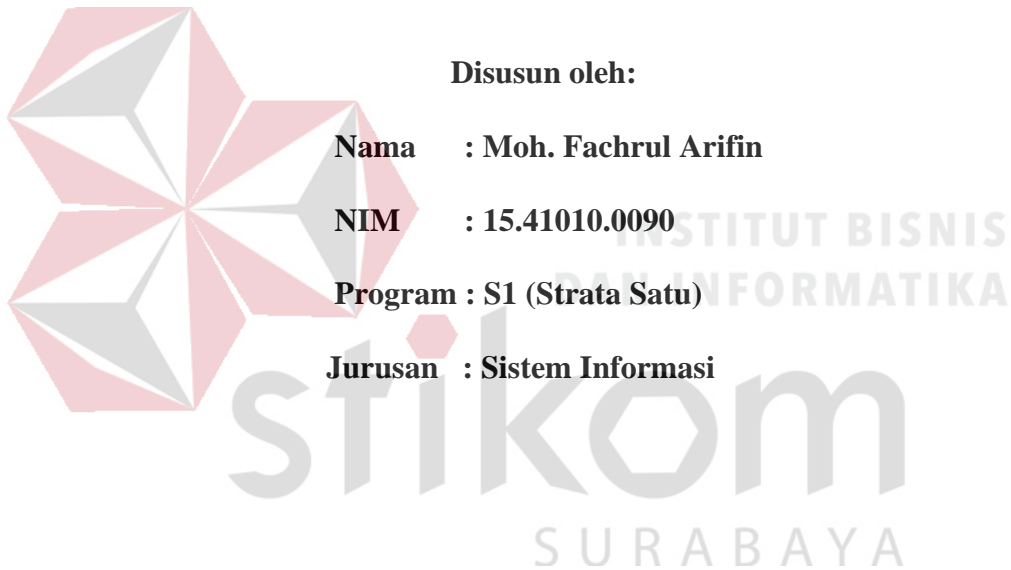 Disusun oleh:
Nama : Moh. Fachrul Arifin
NIM : 15.41010.0090
INSTITUT BISNIS
Program : S1 (Strata Satu)
DAN INFORMATIKA
Jurusan : Sistem Informasi
stikom
SURABAYA